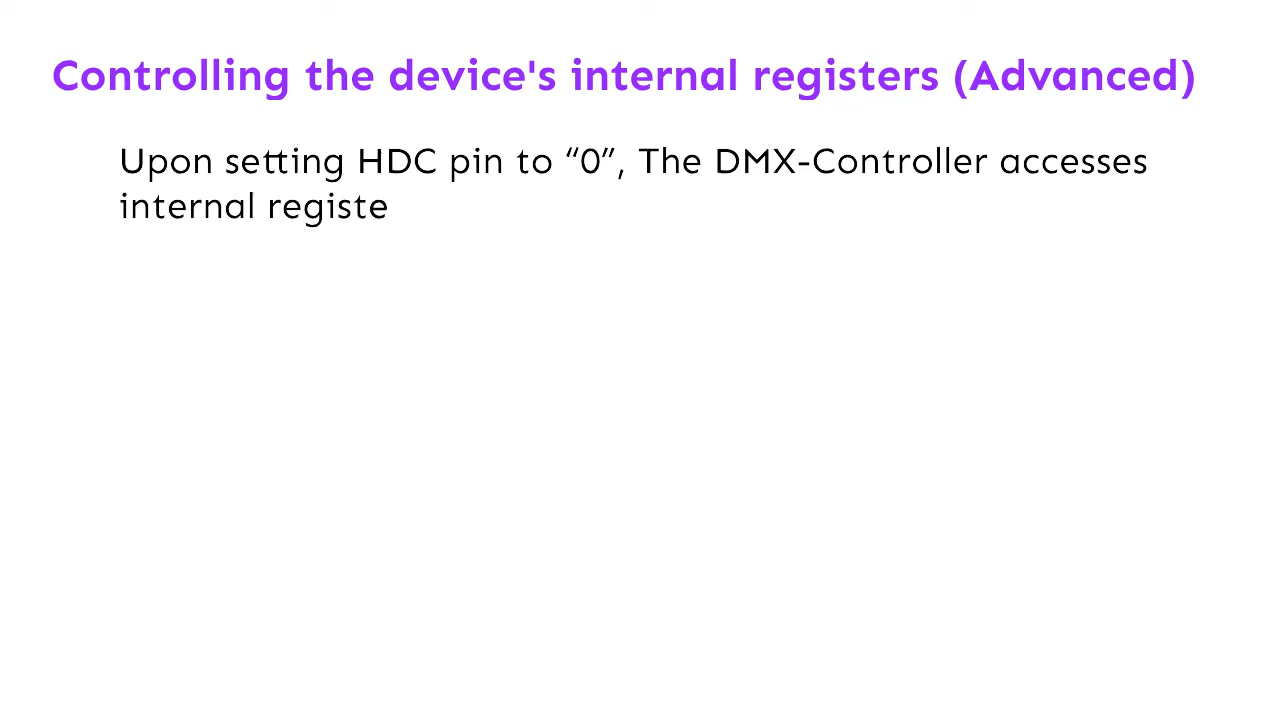 Controlling the device's internal registers (Advanced)
Upon setting HDC pin to “0”, The DMX-Controller accesses
internal registe